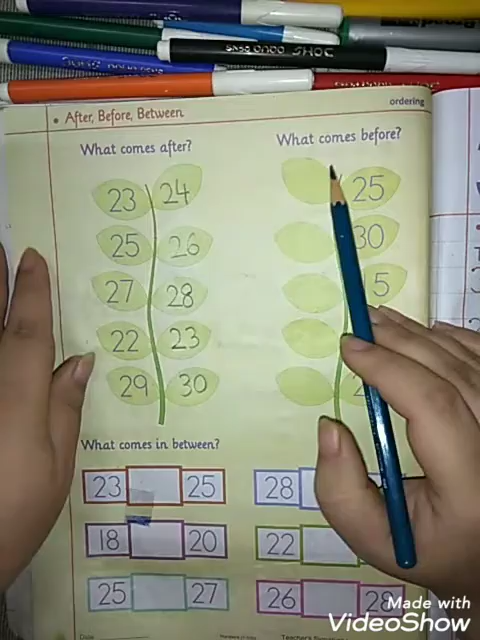 ordering
After, Before, Between
What comes after?
What comes before?
23 24
25 26
27 28
22 23
29 30
25
30
5
What comes in between?
23 25
28
18 20
22
25 27
26 28
Made with
VideoShow